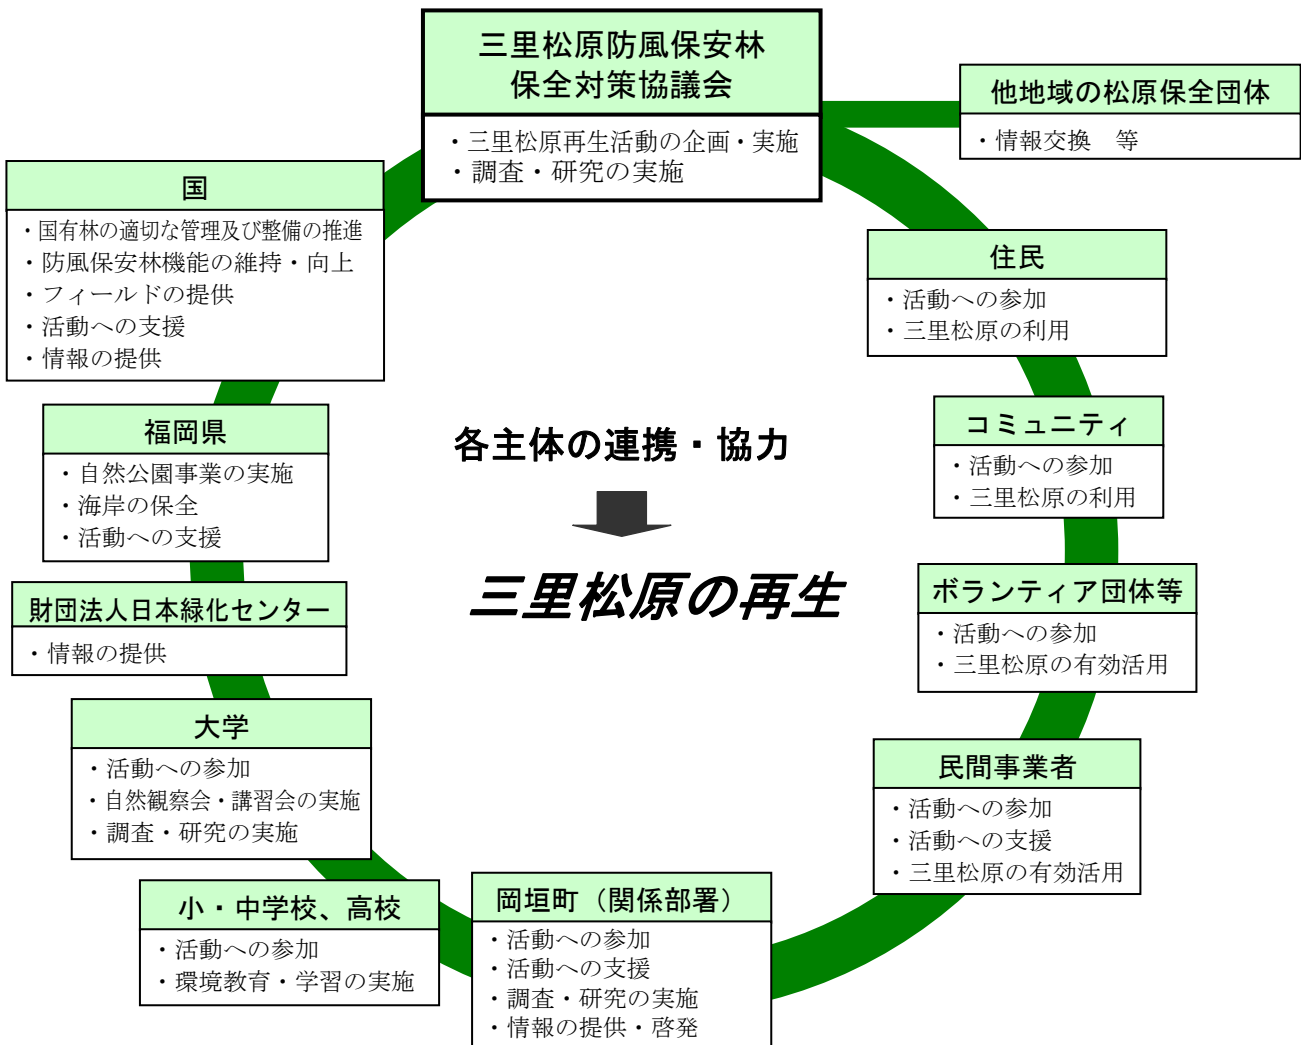 三里松原防風保安林
保全対策協議会
・三里松原再生活動の企画・実施
・調査・研究の実施
他地域の松原保全団体
・情報交換　等
国
・国有林の適切な管理及び整備の推進
・防風保安林機能の維持・向上
・フィールドの提供
・活動への支援
・情報の提供
住民
・活動への参加
・三里松原の利用
福岡県
・自然公園事業の実施
・海岸の保全
・活動への支援
コミュニティ
・活動への参加
・三里松原の利用
各主体の連携・協力
三里松原の再生
財団法人日本緑化センター
・情報の提供
ボランティア団体等
・活動への参加
・三里松原の有効活用
大学
・活動への参加
・自然観察会・講習会の実施
・調査・研究の実施
民間事業者
・活動への参加
・活動への支援
・三里松原の有効活用
小・中学校、高校
・活動への参加
・環境教育・学習の実施
岡垣町（関係部署）
・活動への参加
・活動への支援
・調査・研究の実施
・情報の提供・啓発